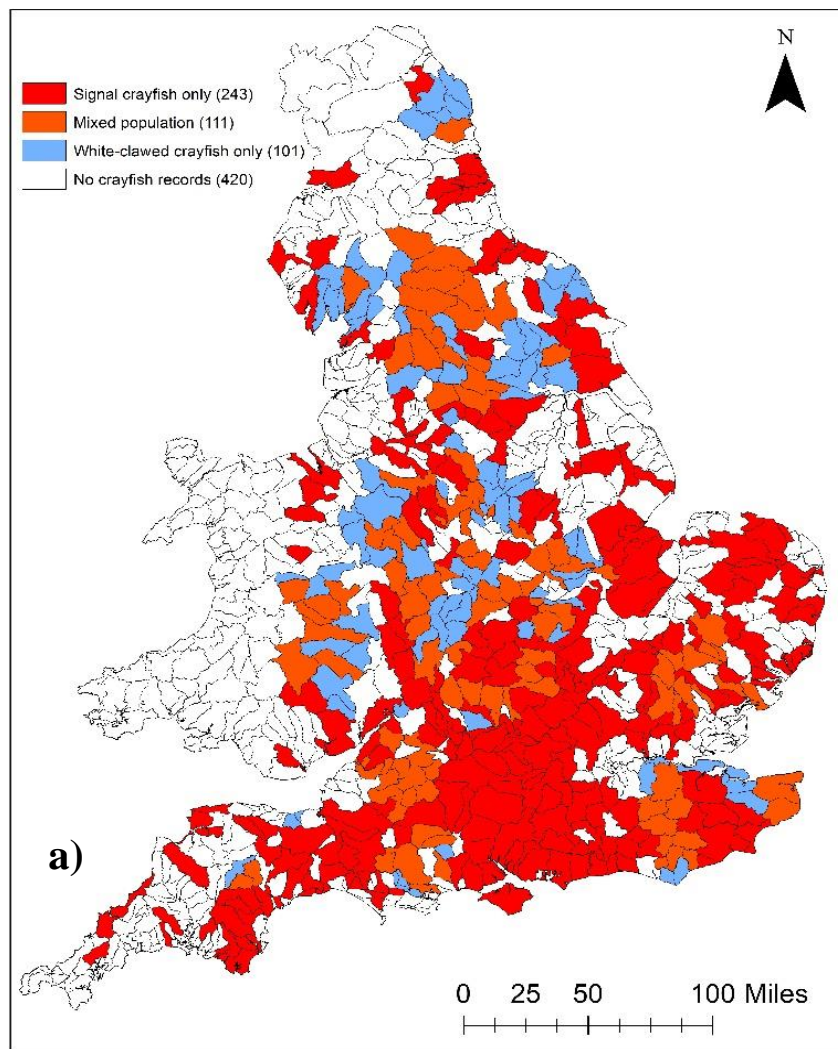 N
Signal crayfish only (243)
Mixed population (111)
White-clawed crayfish only (101)
No crayfish records (420)
a)
0 25 50 100 Miles